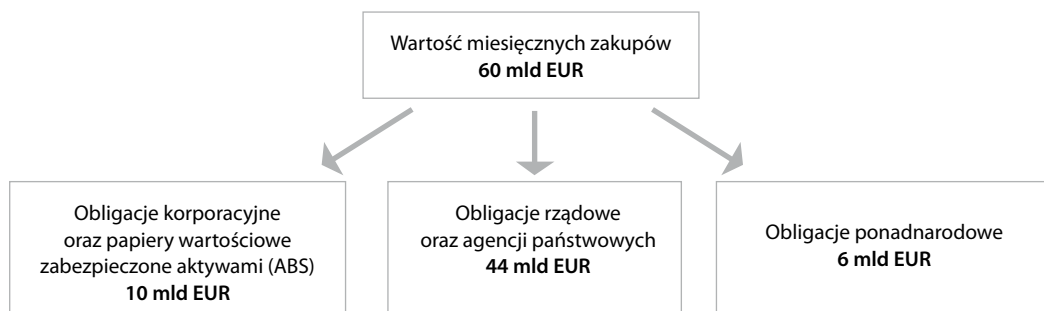 Wartość miesięcznych zakupów
60 mld EUR
Obligacje korporacyjne
oraz papiery wartościowe
zabezpieczone aktywami (ABS)
10 mld EUR
Obligacje rządowe
oraz agencji państwowych
44 mld EUR
Obligacje ponadnarodowe
6 mld EUR